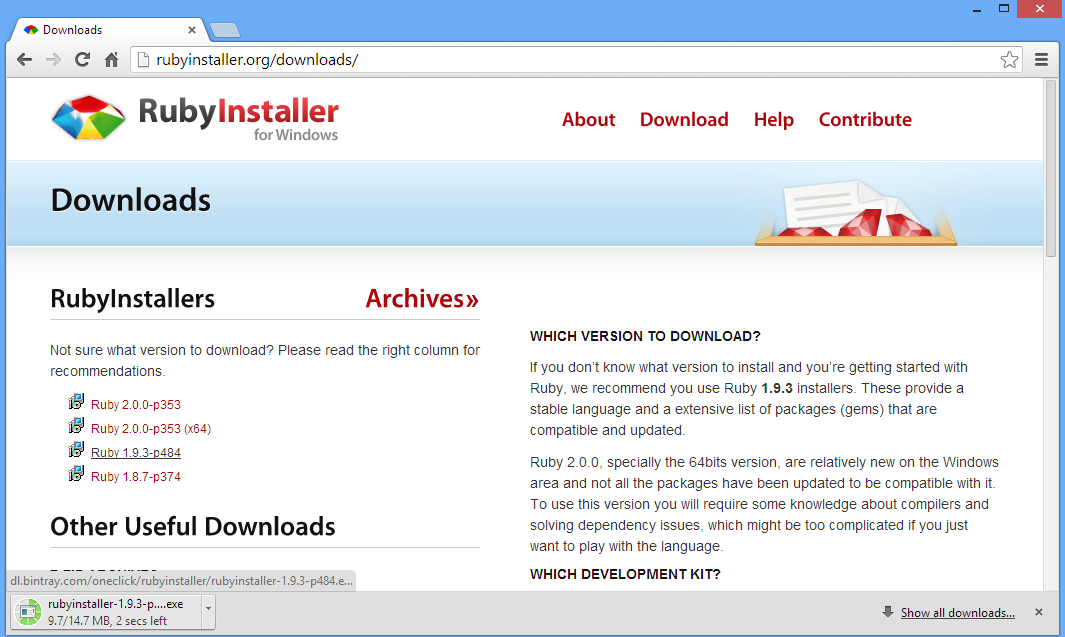 Downloads
rubyinstaller.org/downloads/
RubyInstaller
for Windows
About Download Help Contribute
Downloads
RubyInstallers Archives»
Not sure what version to download? Please read the right column for
recommendations.
Ruby 2.0.0-p353
Ruby 2.0.0-p353 (x64)
Ruby 1.9.3-p484
Ruby 1.8.7-p374
Other Useful Downloads
WHICH VERSION TO DOWNLOAD?
If you don’t know what version to install and you’re getting started with
Ruby, we recommend you use Ruby 1.9.3 installers. These provide a
stable language and a extensive list of packages (gems) that are
compatible and updated.
Ruby 2.0.0, specially the 64bits version, are relatively new on the Windows
area and not all the packages have been updated to be compatible with it.
To use this version you will require some knowledge about compilers and
solving dependency issues, which might be too complicated if you just
want to play with the language.
WHICH DEVELOPMENT KIT?
dl.bintray.com/oneclick/rubyinstaller/rubyinstaller-1.9.3-p484.e...
rubyinstaller-1.9.3-p....exe
9.7/14.7 MB, 2 secs left
Show all downloads...